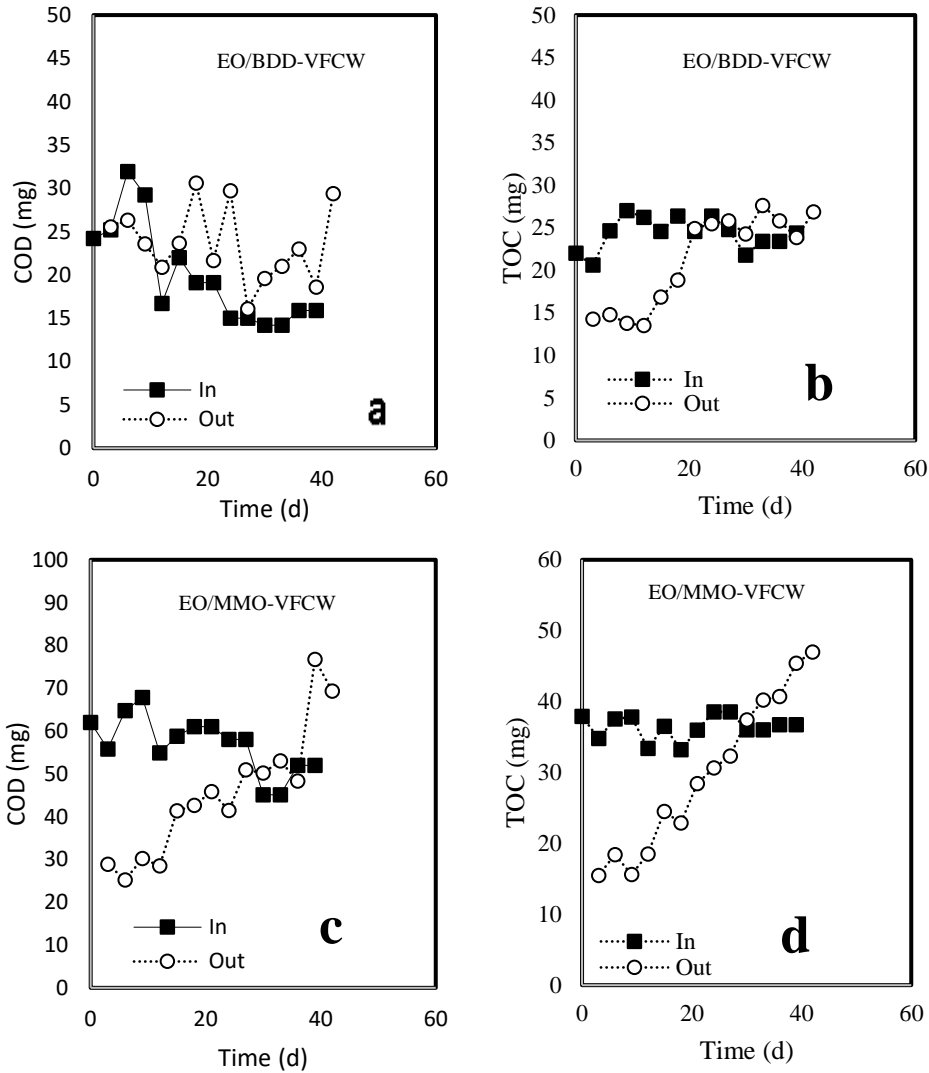 EO/BDD-VFCW
COD (mg)
50
45
40
35
30
25
20
15
10
5
0
In
Out
a
0 20 40 60
Time (d)
EO/BDD-VFCW
TOC (mg)
50
45
40
35
30
25
20
15
10
5
0
In
Out
b
0 20 40 60
Time (d)
EO/MMO-VFCW
COD (mg)
100
90
80
70
60
50
40
30
20
10
0
In
Out
c
0 20 40 60
Time (d)
EO/MMO-VFCW
TOC (mg)
60
50
40
30
20
10
0
In
Out
d
0 20 40 60
Time (d)